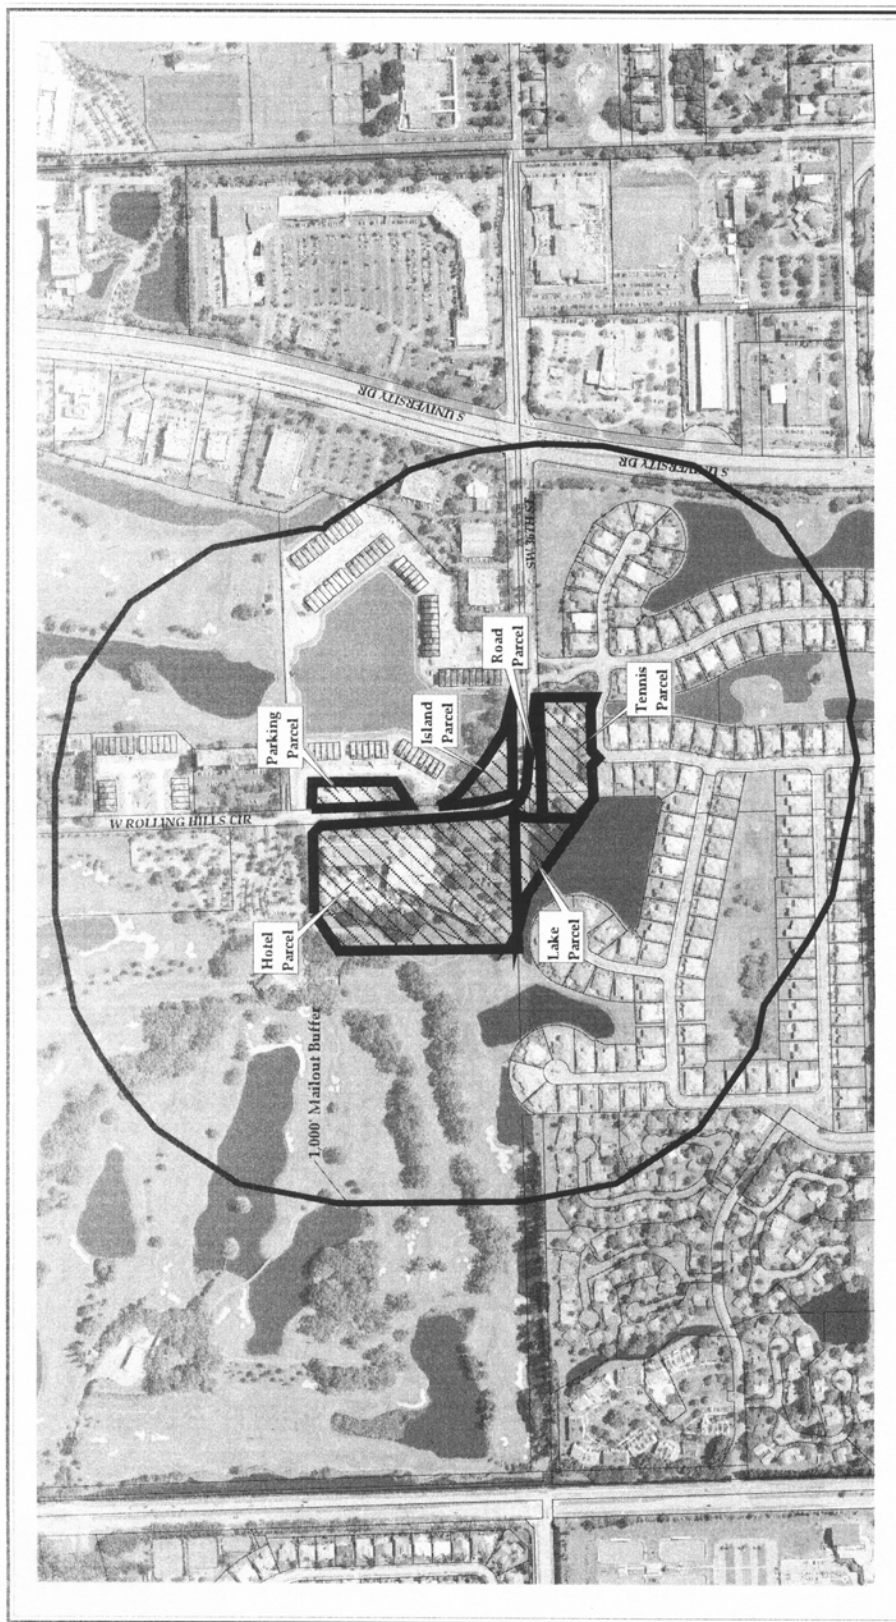 S UNIVERSITY
DR
S UNIVERSITY DR
SW 36TH ST
W ROLLING HILLS CIR
Parking
Parcel
Island
Parcel
Road
Parcel
Tennis
Parcel
Hotel
Parcel
Lake
Parcel
1,000' Mailout Buffer